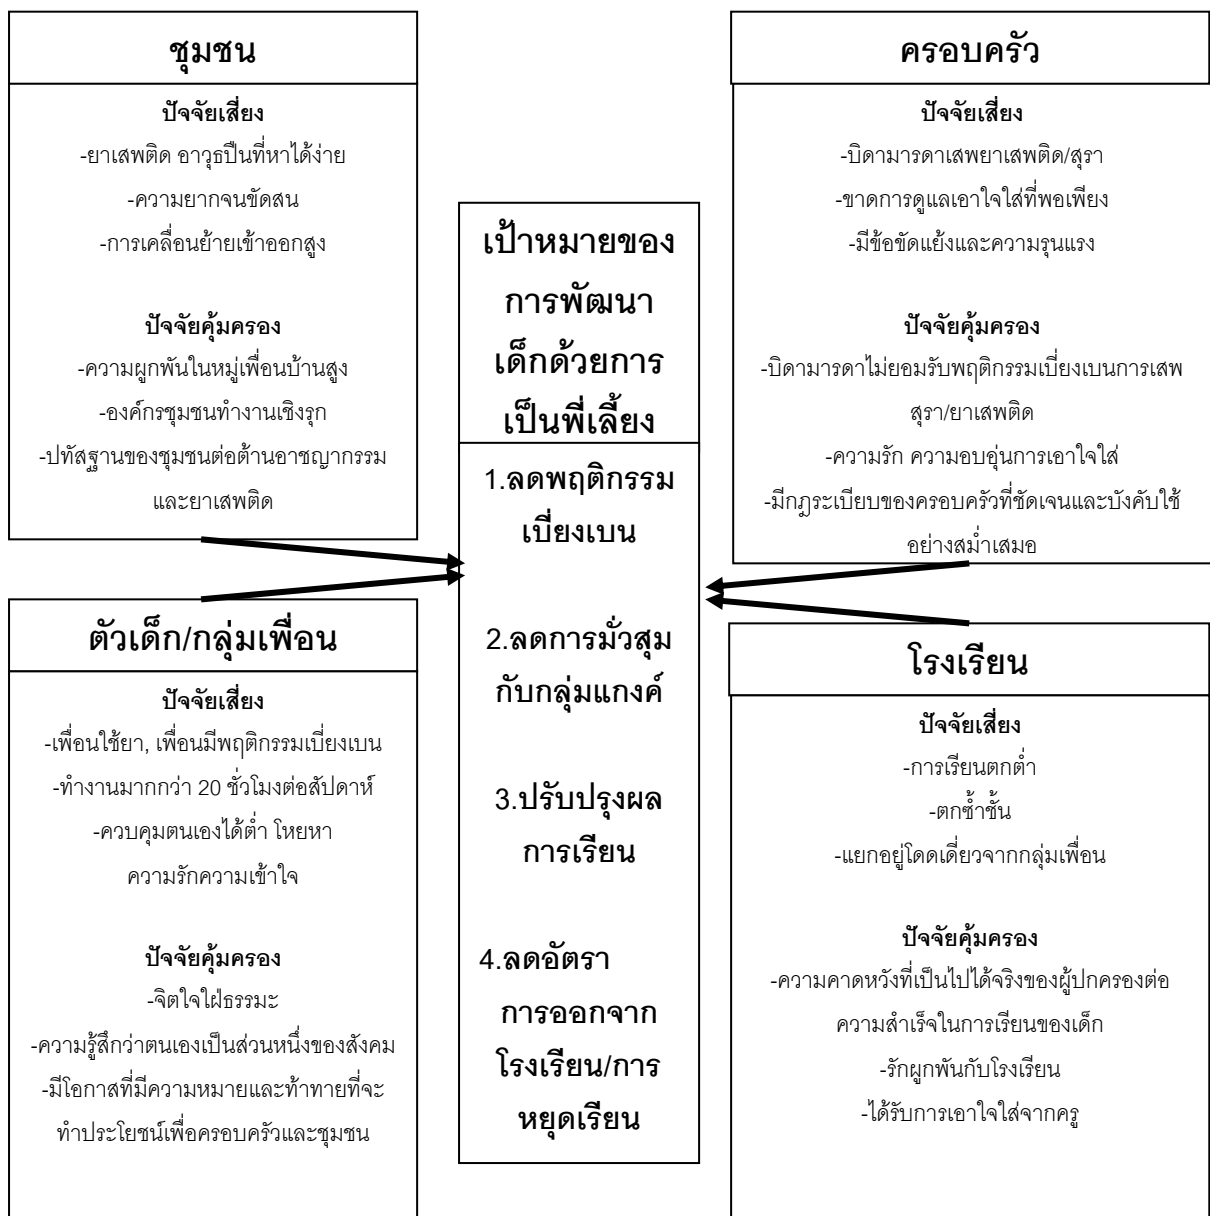 ชุมชน
ปัจจัยเสี่ยง
-ยาเสพติด อาวุธปืนที่หาได้ง่าย
-ความยากจนขัดสน
-การเคลื่อนย้ายเข้าออกสูง
ปัจจัยคุ้มครอง
-ความผูกพันในหมู่เพื่อนบ้านสูง
-องค์กรชุมชนทำงานเชิงรุก
-ปทัสฐานของชุมชนต่อต้านอาชญากรรม
และยาเสพติด
ครอบครัว
ปัจจัยเสี่ยง
-บิดามารดาเสพยาเสพติด/สุรา
-ขาดการดูแลเอาใจใส่ที่พอเพียง
-มีข้อขัดแย้งและความรุนแรง
ปัจจัยคุ้มครอง
-บิดามารดาไม่ยอมรับพฤติกรรมเบี่ยงเบนการเสพ
สุรา/ยาเสพติด
-ความรัก ความอบอุ่นการเอาใจใส่
-มีกฎระเบียบของครอบครัวที่ชัดเจนและบังคับใช้
อย่างสม่ำเสมอ
เป้าหมายของ
การพัฒนา
เด็กด้วยการ
เป็นพี่เลี้ยง
1.ลดพฤติกรรม
เบี่ยงเบน
2.ลดการมั่วสุม
กับกลุ่มแกงค์
3.ปรับปรุงผล
การเรียน
4.ลดอัตรา
การออกจาก
โรงเรียน/การ
หยุดเรียน
ตัวเด็ก/กลุ่มเพื่อน
ปัจจัยเสี่ยง
-เพื่อนใช้ยา, เพื่อนมีพฤติกรรมเบี่ยงเบน
-ทำงานมากกว่า 20 ชั่วโมงต่อสัปดาห์
-ควบคุมตนเองได้ต่ำ โหยหา
ความรักความเข้าใจ
ปัจจัยคุ้มครอง
-จิตใจใฝ่ธรรมะ
-ความรู้สึกว่าตนเองเป็นส่วนหนึ่งของสังคม
-มีโอกาสที่มีความหมายและท้าทายที่จะ
ทำประโยชน์เพื่อครอบครัวและชุมชน
โรงเรียน
ปัจจัยเสี่ยง
-การเรียนตกต่ำ
-ตกซ้ำชั้น
-แยกอยู่โดดเดี่ยวจากกลุ่มเพื่อน
ปัจจัยคุ้มครอง
-ความคาดหวังที่เป็นไปได้จริงของผู้ปกครองต่อ
ความสำเร็จในการเรียนของเด็ก
-รักผูกพันกับโรงเรียน
-ได้รับการเอาใจใส่จากครู